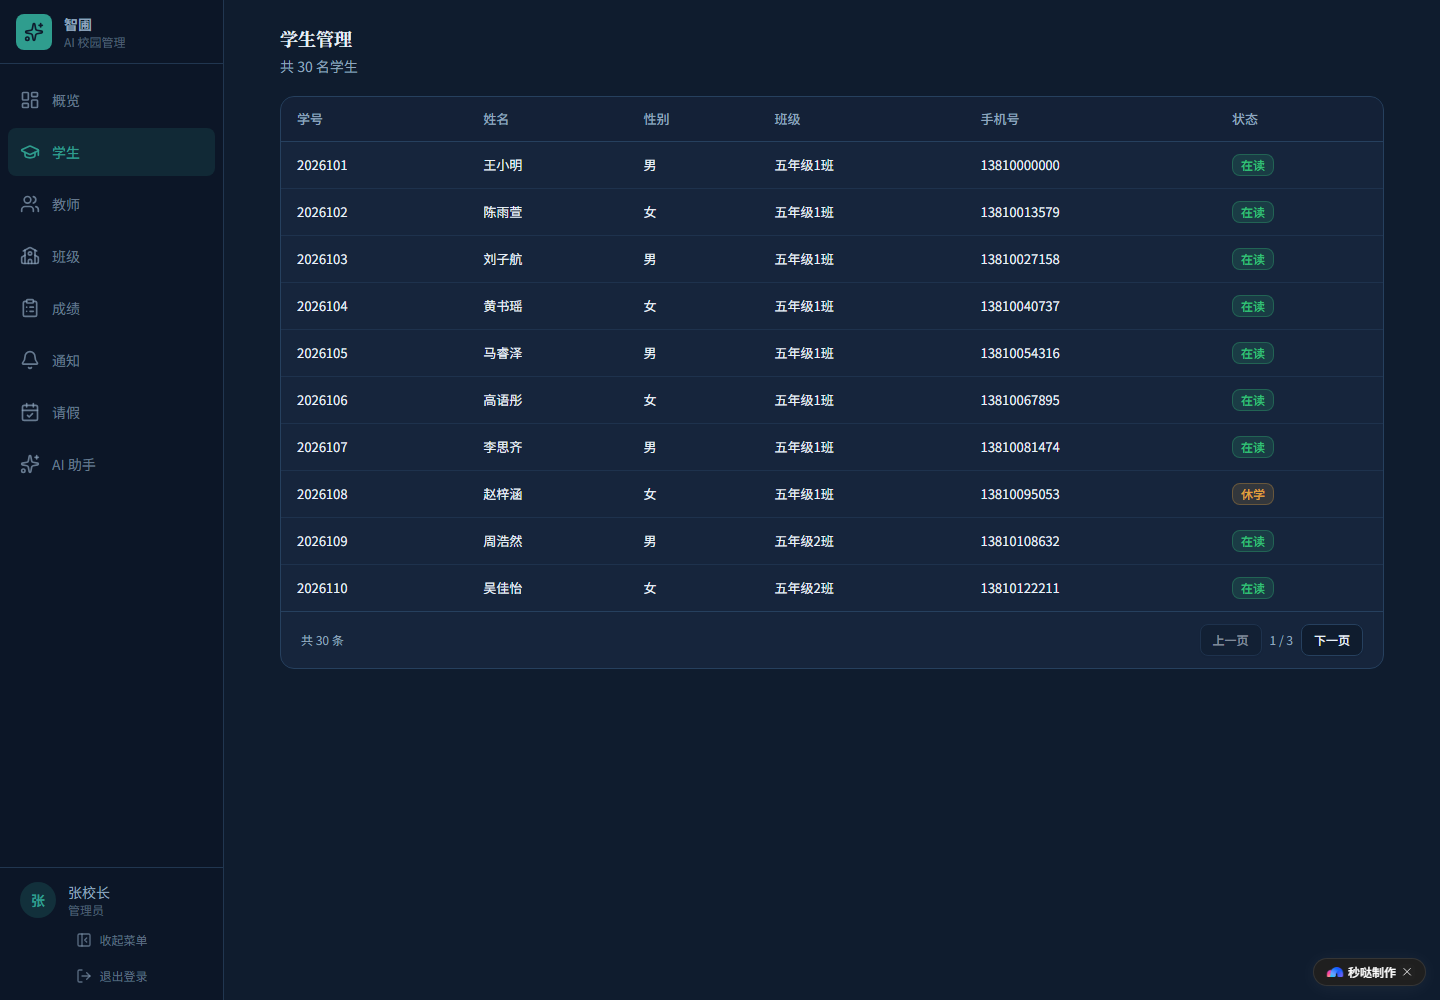 智圃
AI 校园管理
概览
学生
教师
班级
成绩
通知
请假
AI 助手
张
张校长
管理员
收起菜单
退出登录
学生管理
共 30 名学生
学号 姓名 性别 班级 手机号 状态
2026101 王小明 男 五年级1班 13810000000 在读
2026102 陈雨萱 女 五年级1班 13810013579 在读
2026103 刘子航 男 五年级1班 13810027158 在读
2026104 黄书瑶 女 五年级1班 13810040737 在读
2026105 马睿泽 男 五年级1班 13810054316 在读
2026106 高语彤 女 五年级1班 13810067895 在读
2026107 李思齐 男 五年级1班 13810081474 在读
2026108 赵梓涵 女 五年级1班 13810095053 休学
2026109 周浩然 男 五年级2班 13810108632 在读
2026110 吴佳怡 女 五年级2班 13810122211 在读
共 30 条 上一页 1 / 3 下一页
秒哒制作